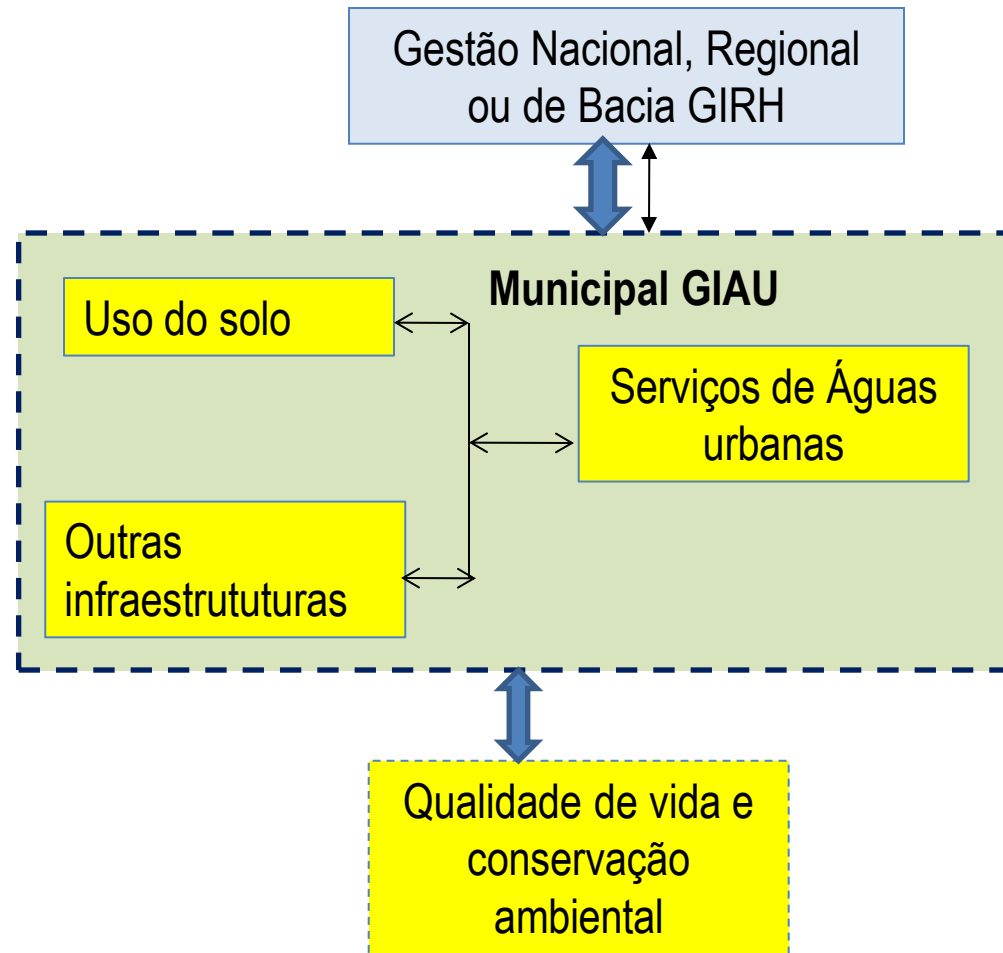 Gestão Nacional, Regional
ou de Bacia GIRH
Municipal GIAU
Uso do solo
Serviços de Águas
urbanas
Outras
infraestrututuras
Qualidade de vida e
conservação
ambiental